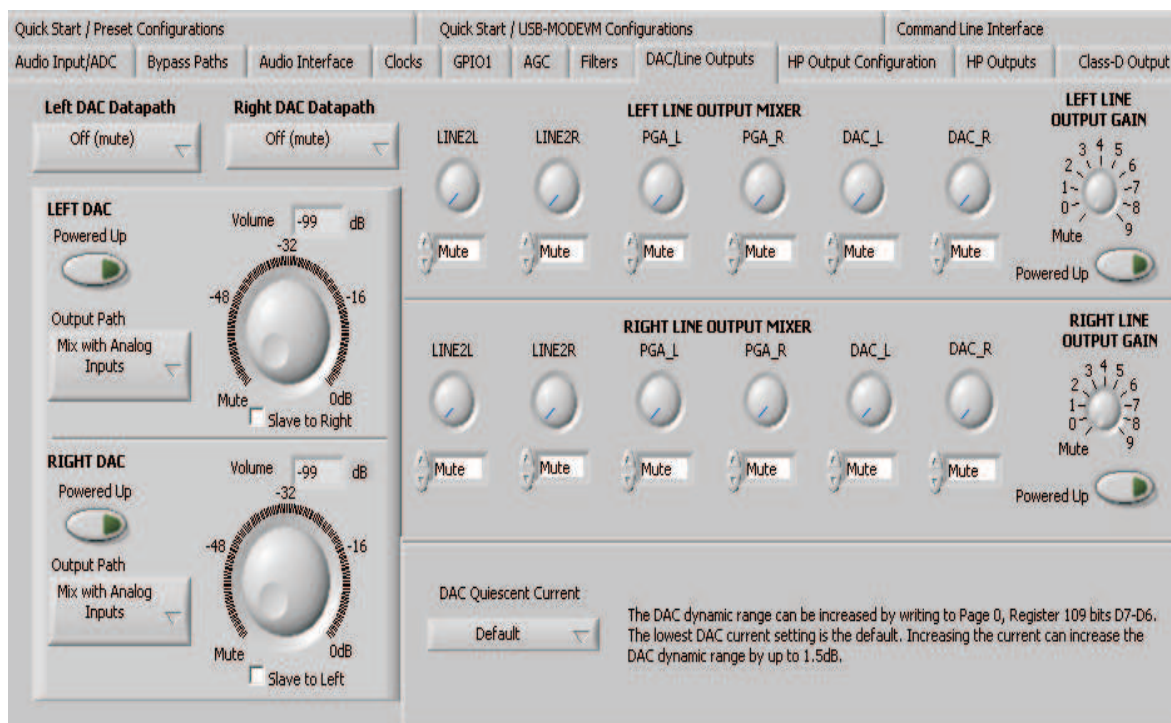 Quick Start / Preset Configurations
Quick Start / USB-MODEVM Configurations
Command Line Interface
Audio Input/ADC
Bypass Paths
Audio Interface
Clocks
GPIO1
AGC
Filters
DAC/Line Outputs
HP Output Configuration
HP Outputs
Class-D Output
Left DAC Datapath
Off (mute)
Right DAC Datapath
Off (mute)
LEFT DAC
Powered Up
Volume -99 dB
-32
-48
-16
Output Path
Mix with Analog
Inputs
Mute
0dB
Slave to Right
RIGHT DAC
Powered Up
Volume -99 dB
-32
-48
-16
Output Path
Mix with Analog
Inputs
Mute
0dB
Slave to Left
LEFT LINE OUTPUT MIXER
LINE2L LINE2R PGA_L PGA_R DAC_L DAC_R
Mute Mute Mute Mute Mute Mute
LEFT LINE
OUTPUT GAIN
3 4 5
2 6
1 7
0 8
Mute 9
Powered Up
RIGHT LINE OUTPUT MIXER
LINE2L LINE2R PGA_L PGA_R DAC_L DAC_R
Mute Mute Mute Mute Mute Mute
RIGHT LINE
OUTPUT GAIN
3 4 5
2 6
1 7
0 8
Mute 9
Powered Up
DAC Quiescent Current
Default
The DAC dynamic range can be increased by writing to Page 0, Register 109 bits D7-D6.
The lowest DAC current setting is the default. Increasing the current can increase the
DAC dynamic range by up to 1.5dB.